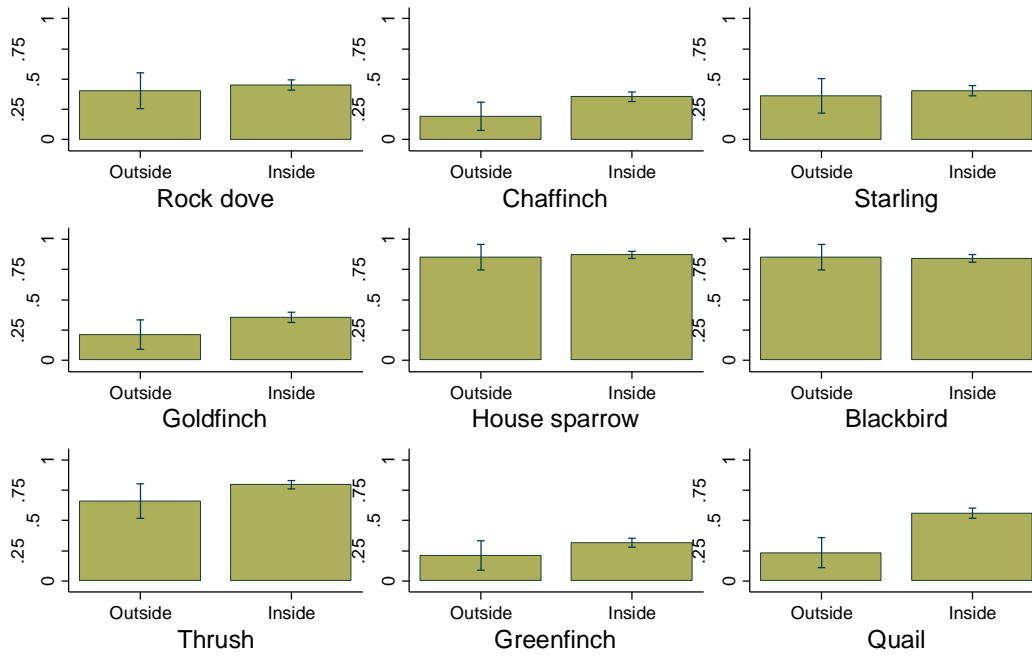 1
.75
.5
.25
0
Outside Inside
Rock dove
1
.75
.5
.25
0
Outside Inside
Chaffinch
1
.75
.5
.25
0
Outside Inside
Starling
1
.75
.5
.25
0
Outside Inside
Goldfinch
1
.75
.5
.25
0
Outside Inside
House sparrow
1
.75
.5
.25
0
Outside Inside
Blackbird
1
.75
.5
.25
0
Outside Inside
Thrush
1
.75
.5
.25
0
Outside Inside
Greenfinch
1
.75
.5
.25
0
Outside Inside
Quail